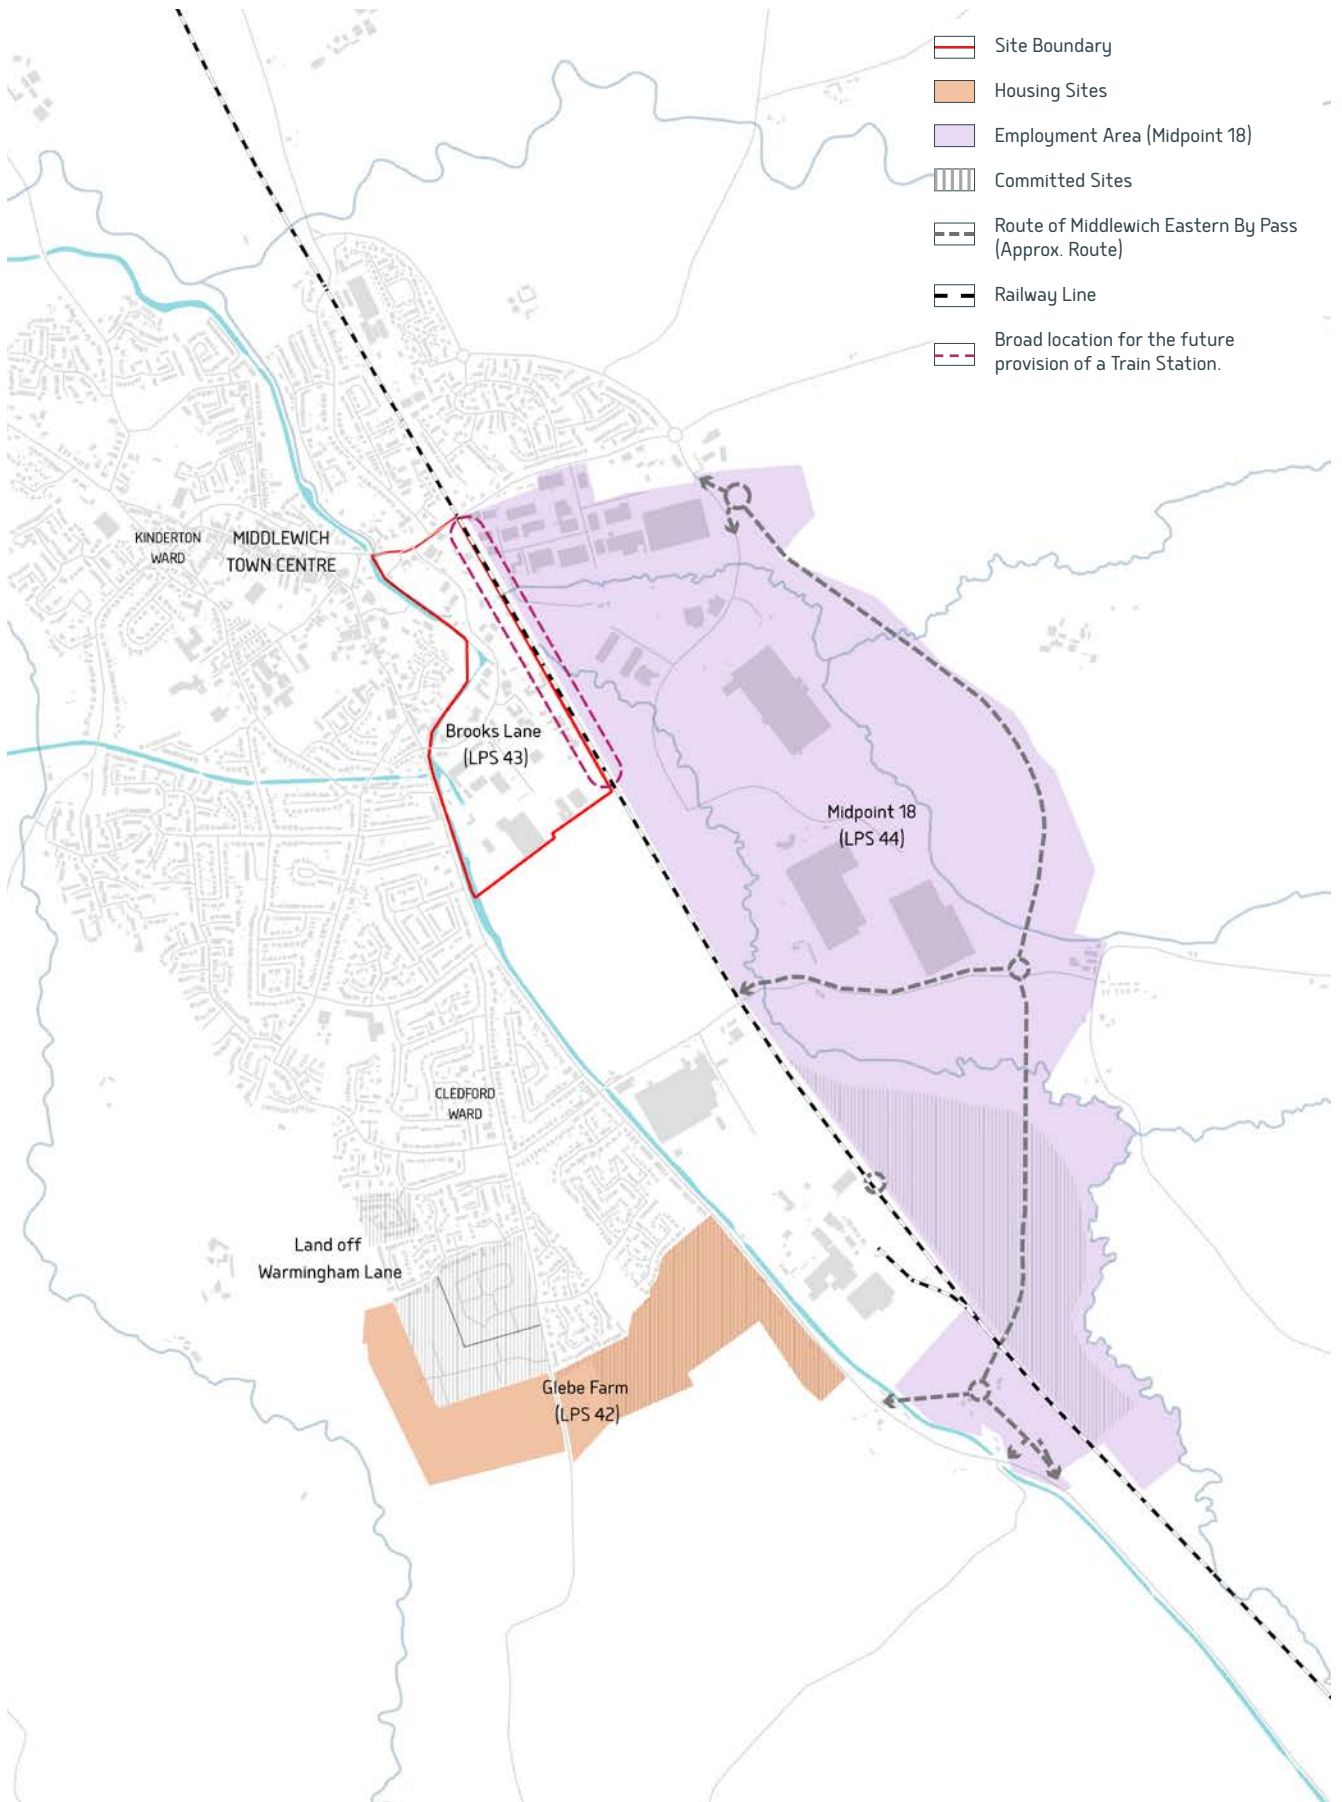 Site Boundary
Housing Sites
Employment Area (Midpoint 18)
Committed Sites
Route of Middlewich Eastern By Pass
(Approx. Route)
Railway Line
Broad location for the future
provision of a Train Station.
KINDERTON
WARD
MIDDLEWICH
TOWN CENTRE
Brooks Lane
(LPS 43)
Midpoint 18
(LPS 44)
CLEDFORD
WARD
Land off
Warmingham Lane
Glebe Farm
(LPS 42)